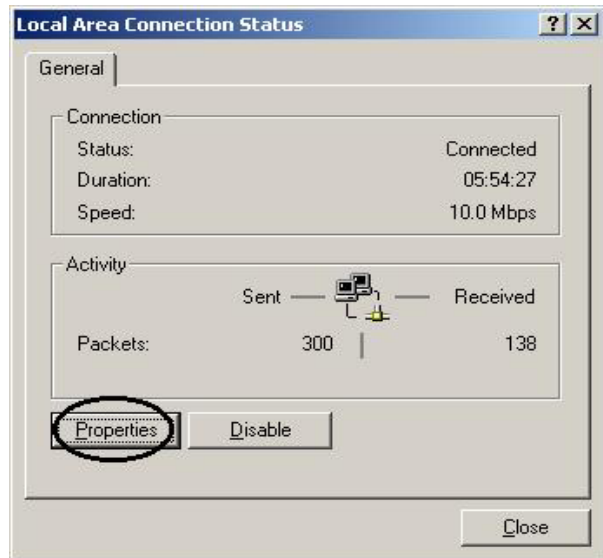 Local Area Connection Status
General
Connection
Status: Connected
Duration: 05:54:27
Speed: 10.0 Mbps
Activity
Sent Received
Packets: 300 138
Properties Disable
Close